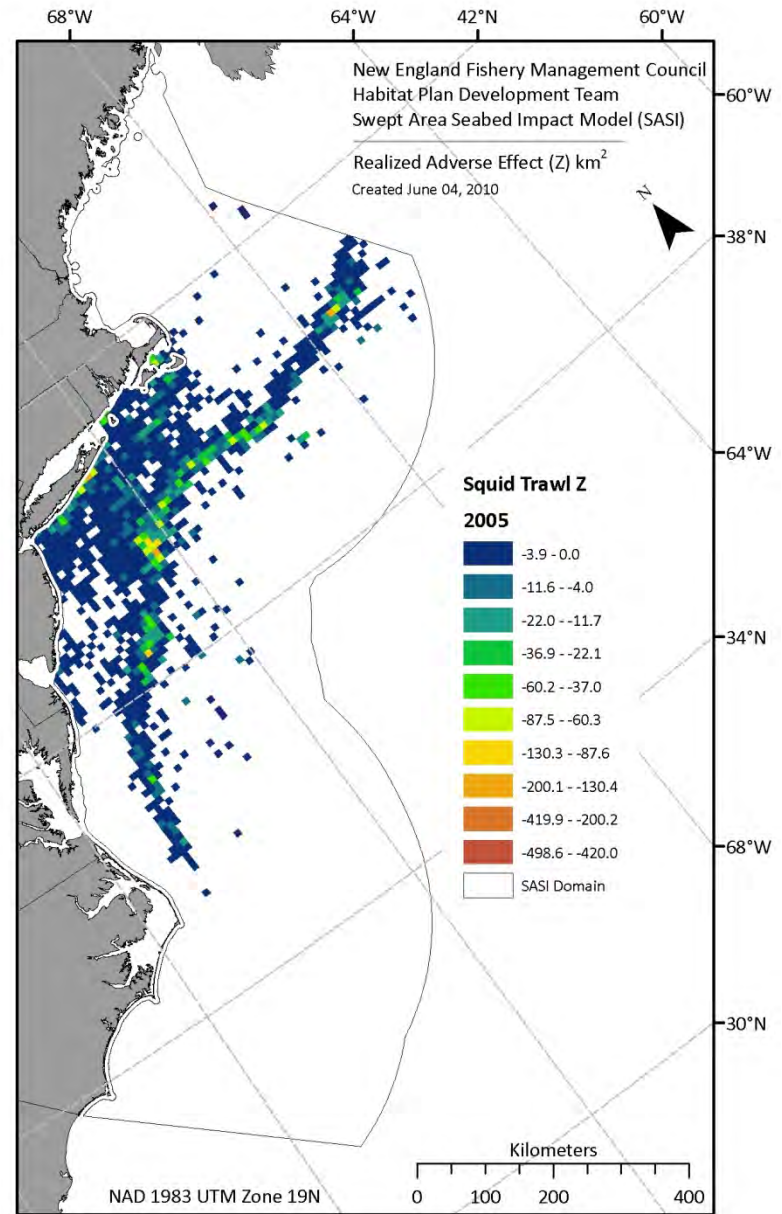 68°W 64°W 42°N 60°W
New England Fishery Management Council
Habitat Plan Development Team
Swept Area Seabed Impact Model (SASI)
Realized Adverse Effect (Z) km²
Created June 04, 2010
60°W
N
38°N
64°W
Squid Trawl Z
2005
-3.9 - 0.0
-11.6 - -4.0
-22.0 - -11.7
-36.9 - -22.1
-60.2 - -37.0
-87.5 - -60.3
-130.3 - -87.6
-200.1 - -130.4
-419.9 - -200.2
-498.6 - -420.0
SASI Domain
34°N
68°W
30°N
Kilometers
0 100 200 400
NAD 1983 UTM Zone 19N